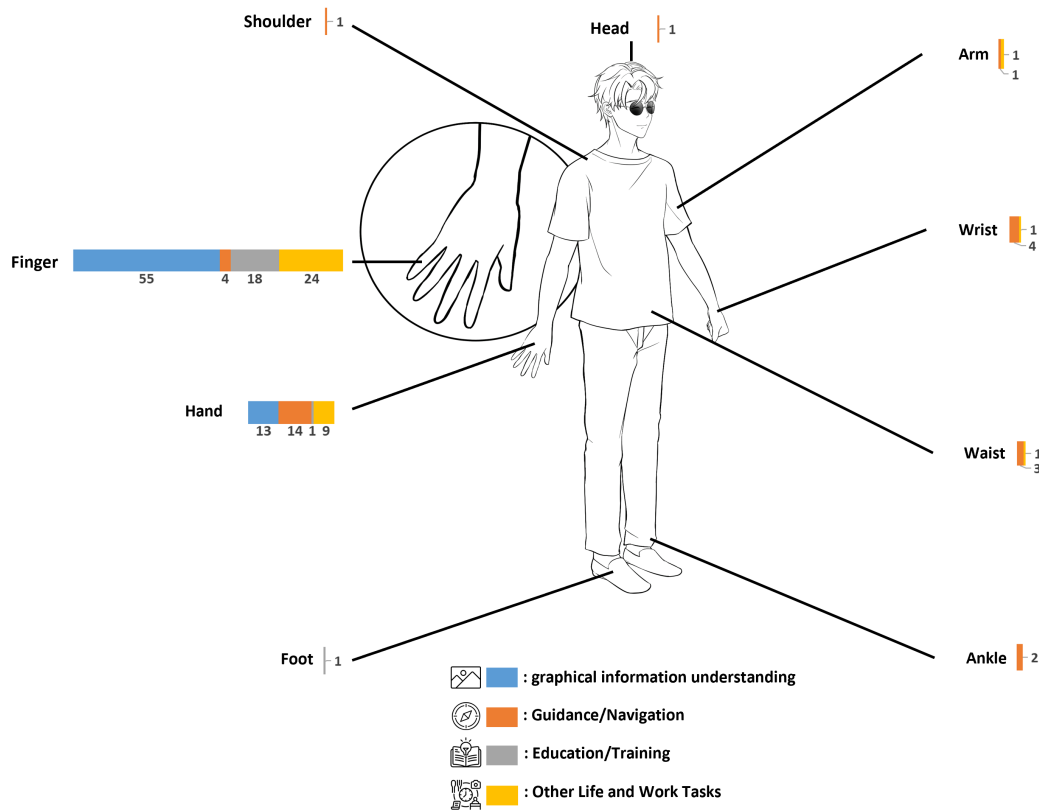 Shoulder 1
Head 1
Arm 1
1
Wrist 1
4
Finger
55 4 18 24
Hand
13 14 1 9
Waist 1
3
Foot 1
Ankle 2
: graphical information understanding
: Guidance/Navigation
: Education/Training
: Other Life and Work Tasks